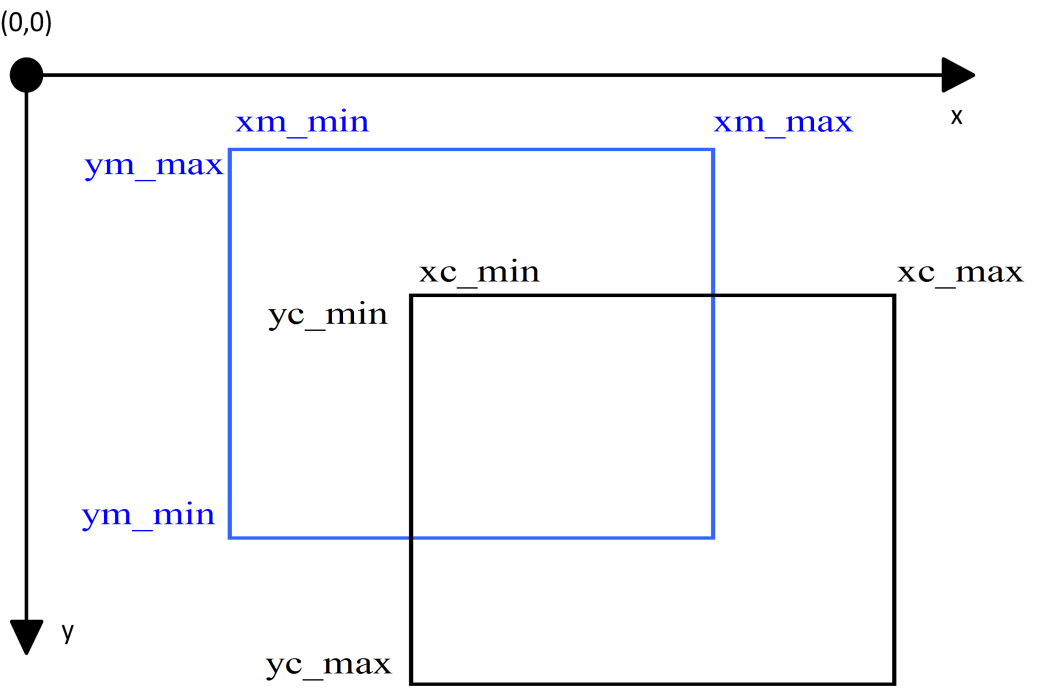 (0,0)
x
xm_min
xm_max
ym_max
xc_min
xc_max
yc_min
ym_min
y
yc_max